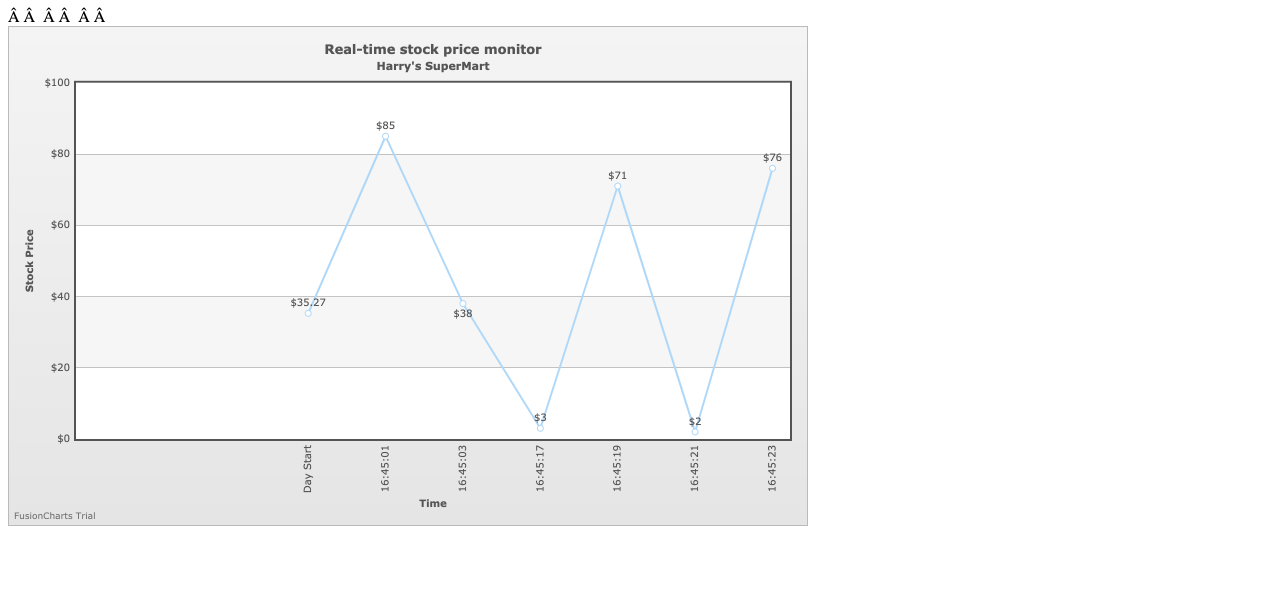 Â Â  Â Â  Â Â
Real-time stock price monitor
Harry's SuperMart
$100
$80
$60
$40
$20
$0
Stock Price
$35.27
$85
$38
$3
$71
$2
$76
Day Start
16:45:01
16:45:03
16:45:17
16:45:19
16:45:21
16:45:23
Time
FusionCharts Trial